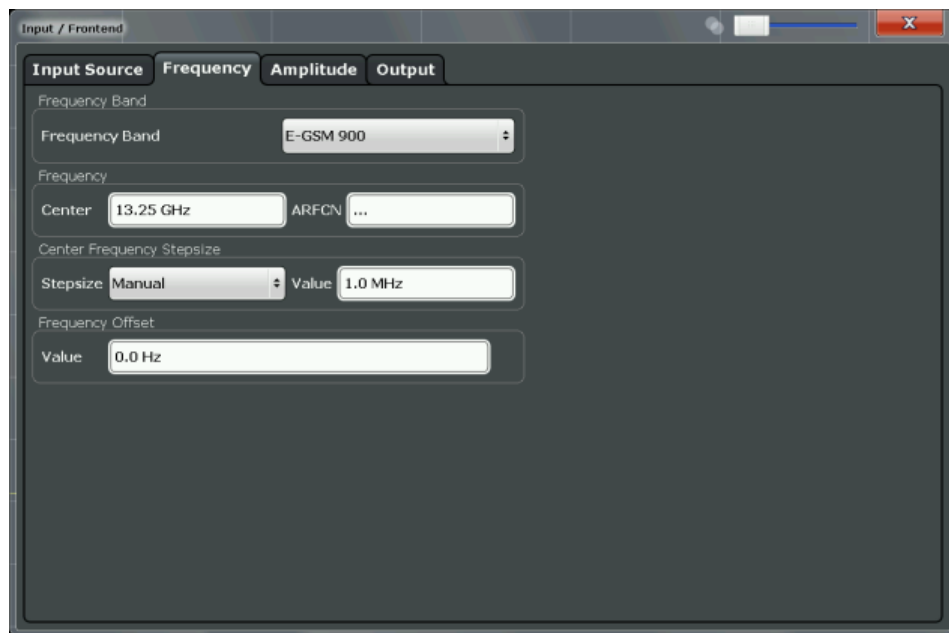 Input / Frontend
X
Input Source Frequency Amplitude Output
Frequency Band
Frequency Band E-GSM 900
Frequency
Center 13.25 GHz ARFCN ...
Center Frequency Stepsize
Stepsize Manual Value 1.0 MHz
Frequency Offset
Value 0.0 Hz